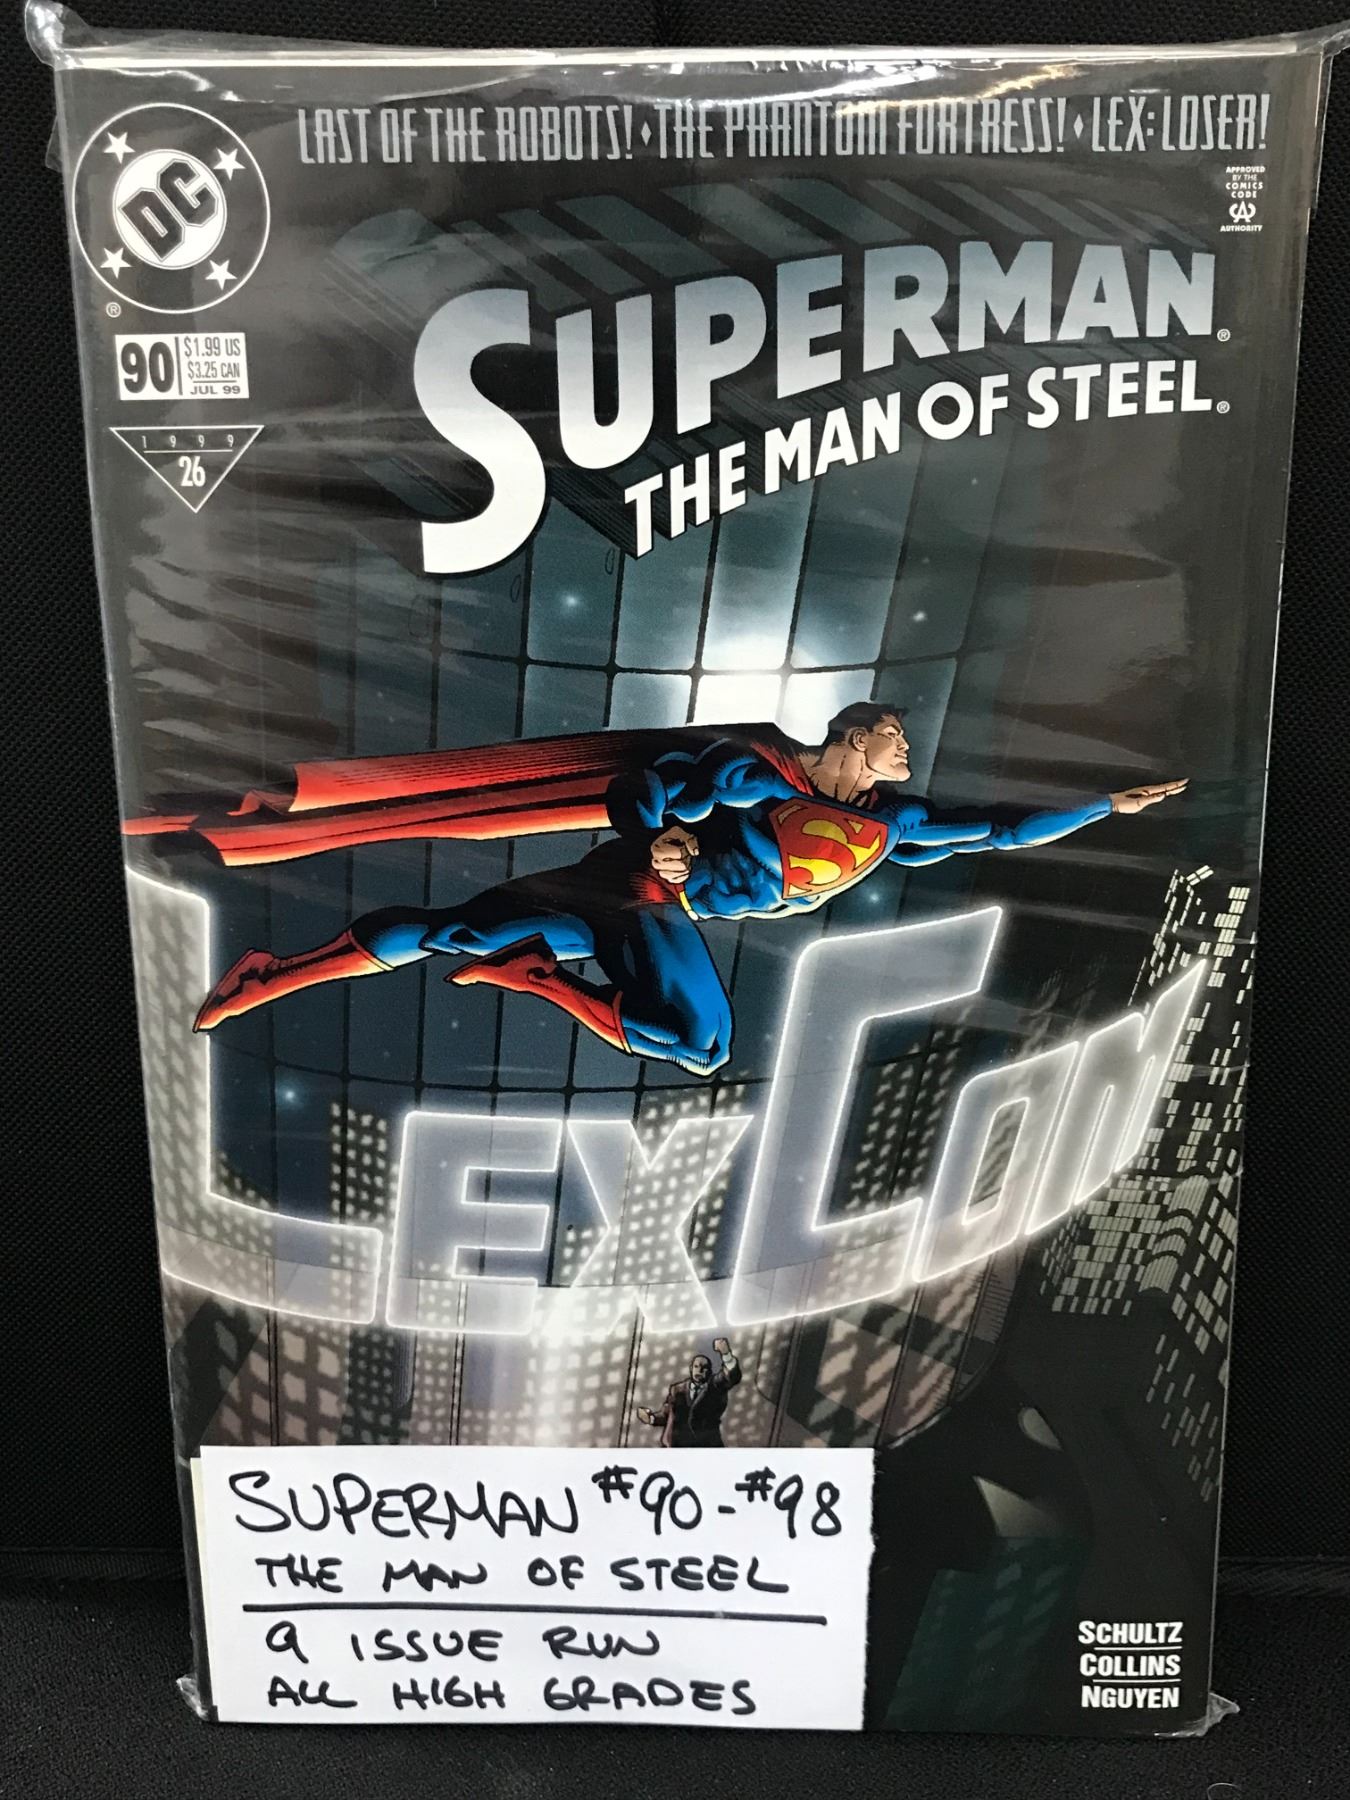 LAST OF THE ROBOTS! ♦ THE PHANTOM FORTRESS! ♦ LEX: LOSER!
DC
®
APPROVED
BY THE
COMICS
CODE
CA
AUTHORITY
SUPERMAN®
THE MAN OF STEEL®
90
$1.99 US
$3.25 CAN
JUL 99
1999
26
S
LEXCOM
SUPERMAN #90-#98
THE MAN OF STEEL
9 ISSUE RUN
ALL HIGH GRADES
SCHULTZ
COLLINS
NGUYEN